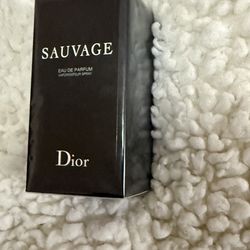 SAUVAGE
EAU DE PARFUM
VAPORISATEUR SPRAY
Dior